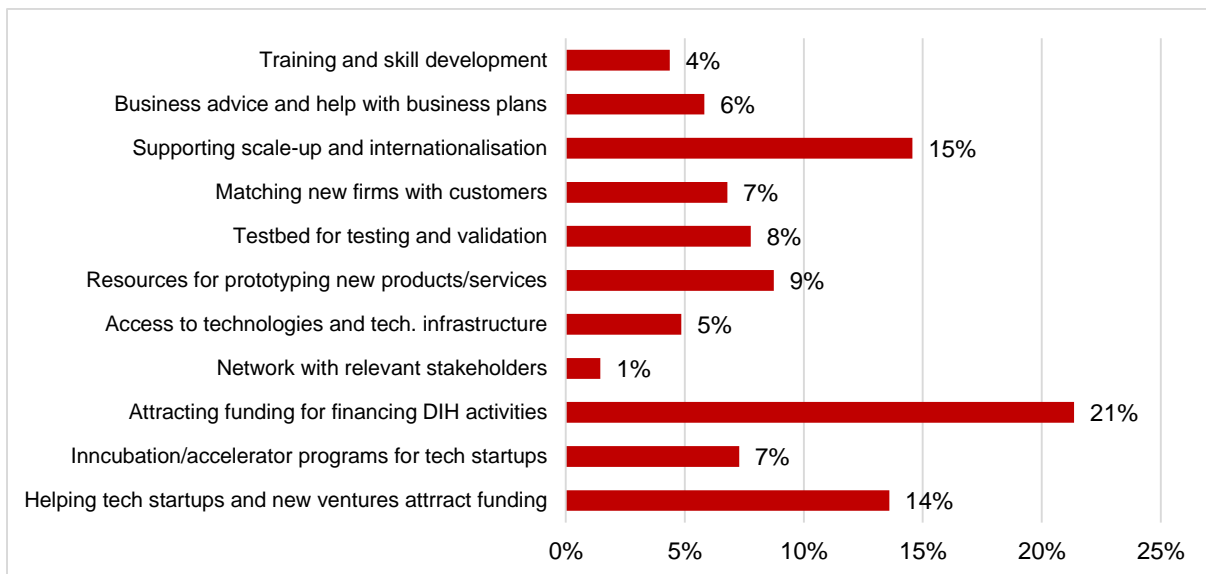 Training and skill development 4%
Business advice and help with business plans 6%
Supporting scale-up and internationalisation 15%
Matching new firms with customers 7%
Testbed for testing and validation 8%
Resources for prototyping new products/services 9%
Access to technologies and tech. infrastructure 5%
Network with relevant stakeholders 1%
Attracting funding for financing DIH activities 21%
Inncubation/accelerator programs for tech startups 7%
Helping tech startups and new ventures attrract funding 14%
0% 5% 10% 15% 20% 25%